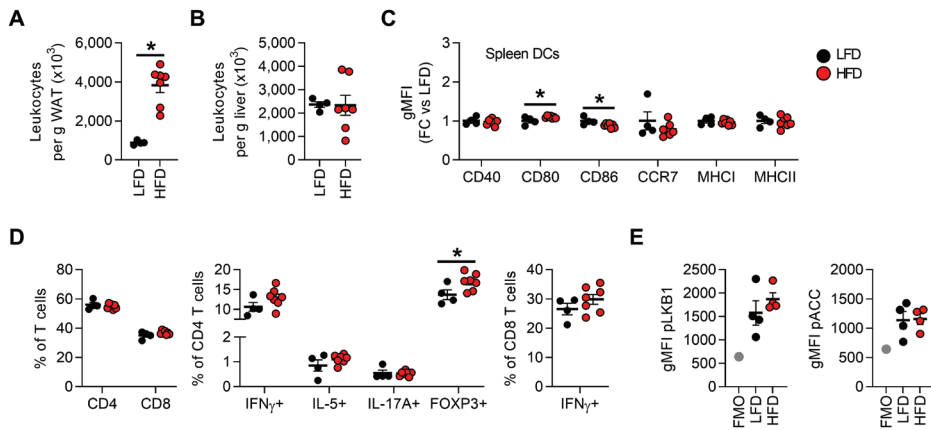 A
Leukocytes
per g WAT (x10³)
6,000
4,000
2,000
0
*
LFD
HFD
B
Leukocytes
per g liver (x10³)
5,000
4,000
3,000
2,000
1,000
0
LFD
HFD
C
gMFI
(FC vs LFD)
3
2
1
0
Spleen DCs
*
*
CD40 CD80 CD86 CCR7 MHCI MHCII
LFD
HFD
D
% of T cells
80
60
40
20
0
CD4 CD8
% of CD4 T cells
25
20
15
10
5
2
1
0
*
IFNγ+ IL-5+ IL-17A+ FOXP3+
% of CD8 T cells
60
40
20
0
IFNγ+
E
gMFI pLKB1
3000
2500
2000
1500
1000
500
0
FMO
LFD
HFD
gMFI pACC
2000
1500
1000
500
0
FMO
LFD
HFD